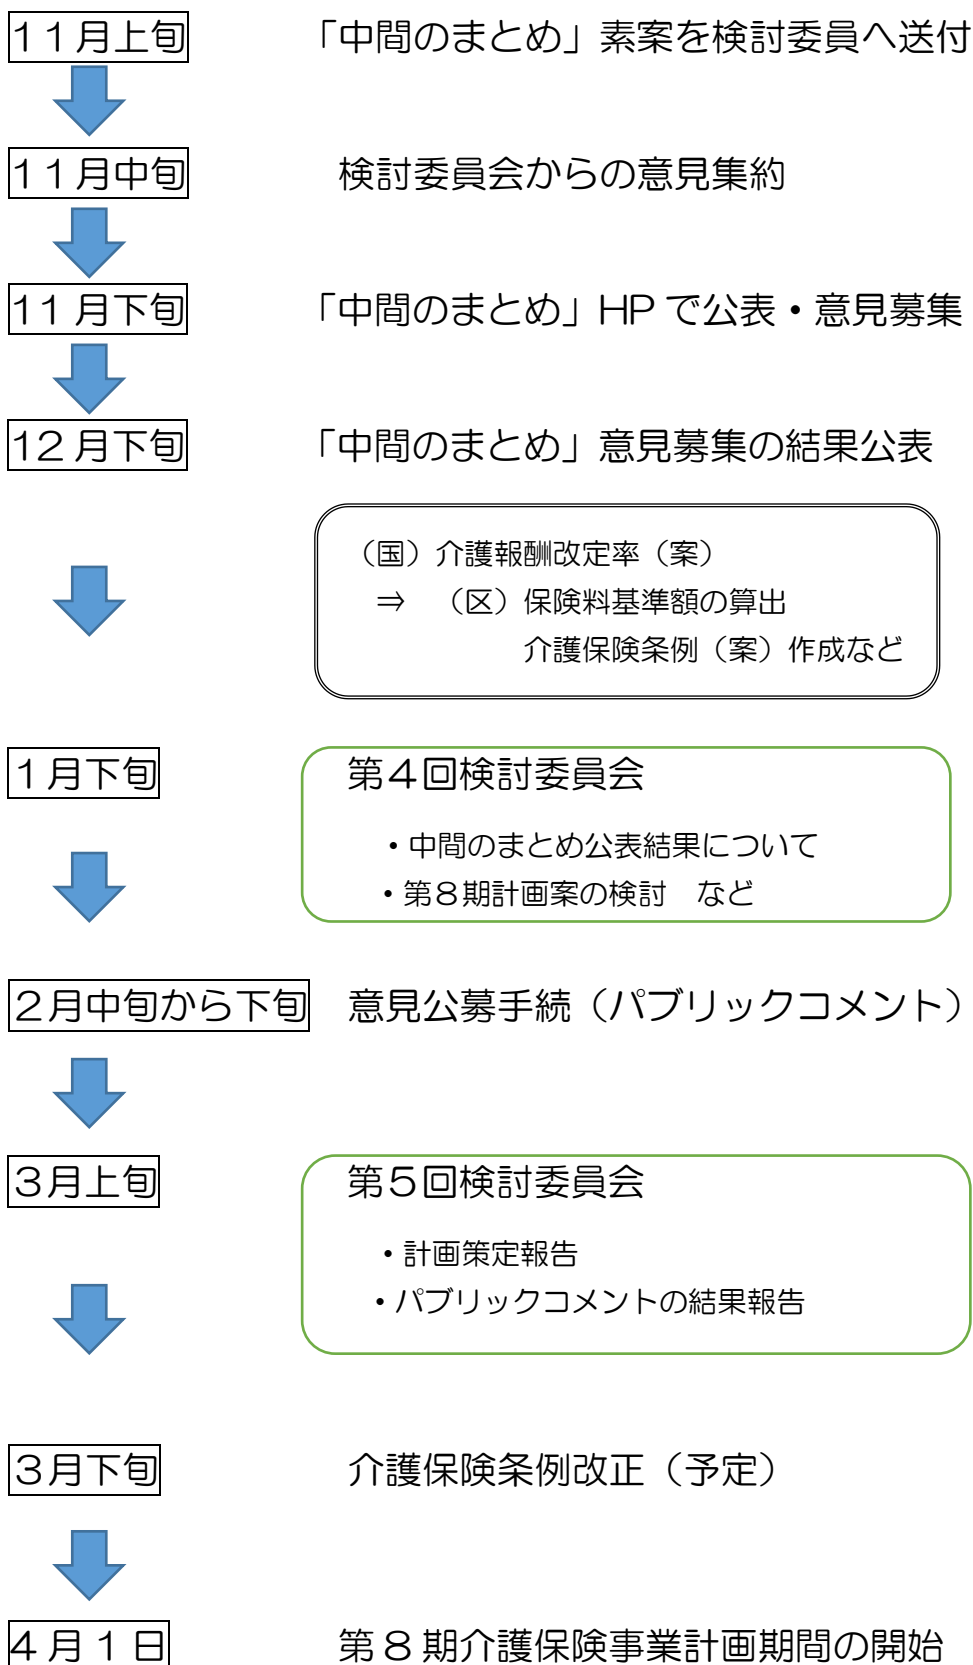 １１月上旬　「中間のまとめ」素案を検討委員へ送付
１１月中旬　検討委員会からの意見集約
11月下旬　「中間のまとめ」HPで公表・意見募集
12月下旬　「中間のまとめ」意見募集の結果公表
（国）介護報酬改定率（案）
⇒　（区）保険料基準額の算出
介護保険条例（案）作成など
１月下旬　第４回検討委員会
・中間のまとめ公表結果について
・第８期計画案の検討　など
２月中旬から下旬　意見公募手続（パブリックコメント）
３月上旬　第５回検討委員会
・計画策定報告
・パブリックコメントの結果報告
３月下旬　介護保険条例改正（予定）
４月１日　第８期介護保険事業計画期間の開始